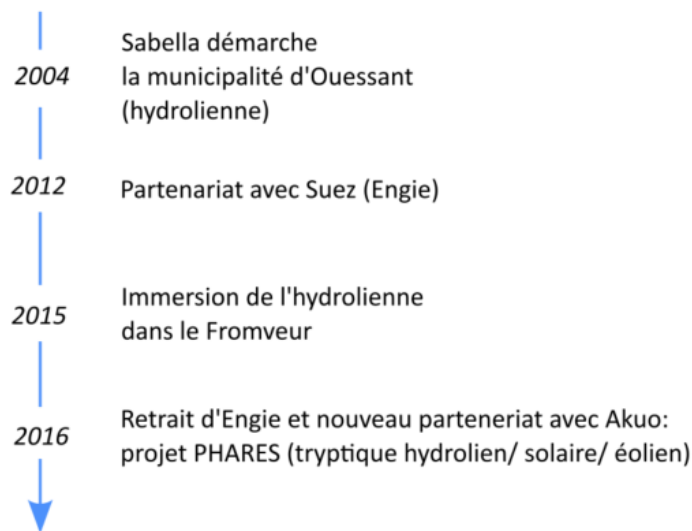 Sabella démarche
2004
la municipalité d'Ouessant
(hydrolienne)
2012
Partenariat avec Suez (Engie)
Immersion de l'hydrolienne
2015
dans le Fromveur
Retrait d'Engie et nouveau parteneriat avec Akuo:
2016
projet PHARES (tryptique hydrolien/ solaire/ éolien)